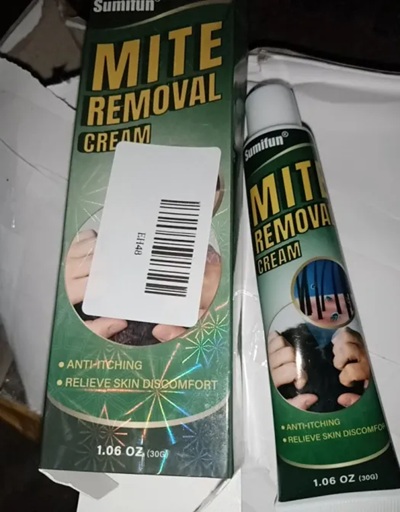 Sumifun®
MITE
REMOVAL
CREAM
EH48
• ANTI-ITCHING
• RELIEVE SKIN DISCOMFORT
1.06 OZ (30G)
Sumifun®
MITE
REMOVA
CREAM
• ANTI-ITCHING
• RELIEVE SKIN DISCOMFOR
1.06 OZ (30G)